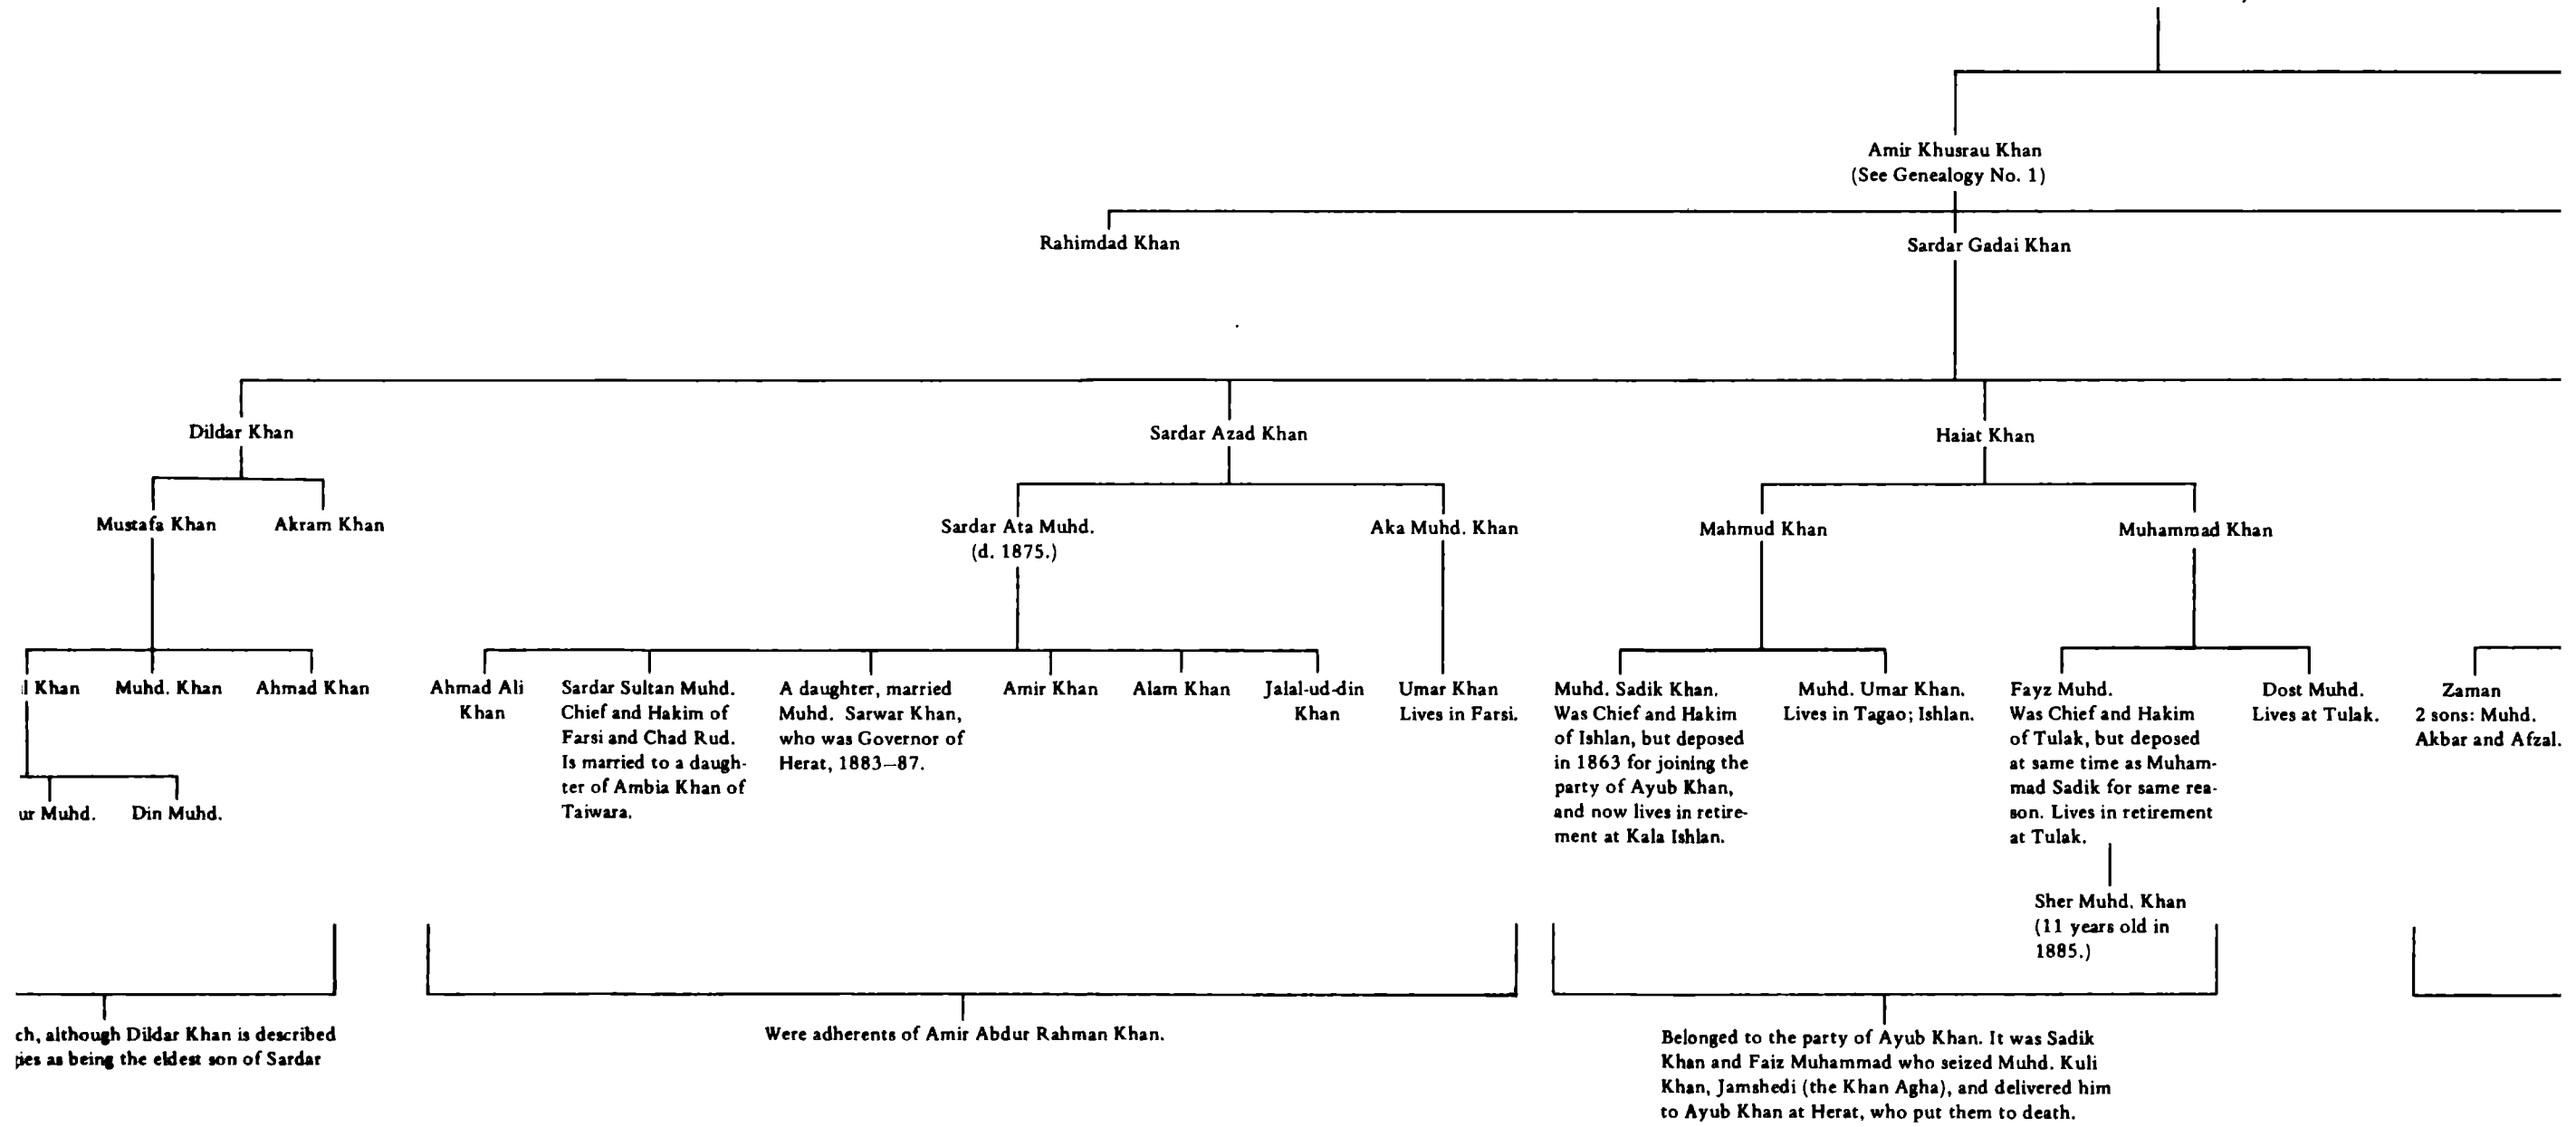 Amir Khusrau Khan
(See Genealogy No. 1)
Rahimdad Khan
Sardar Gadai Khan
Dildar Khan
Sardar Azad Khan
Haiat Khan
Mustafa Khan
Akram Khan
Sardar Ata Muhd.
(d. 1875.)
Aka Muhd. Khan
Mahmud Khan
Muhammad Khan
l Khan
Muhd. Khan
Ahmad Khan
Ahmad Ali
Khan
Sardar Sultan Muhd.
Chief and Hakim of
Farsi and Chad Rud.
Is married to a daugh-
ter of Ambia Khan of
Taiwara.
A daughter, married
Muhd. Sarwar Khan,
who was Governor of
Herat, 1883–87.
Amir Khan
Alam Khan
Jalal-ud-din
Khan
Umar Khan
Lives in Farsi.
Muhd. Sadik Khan.
Was Chief and Hakim
of Ishlan, but deposed
in 1863 for joining the
party of Ayub Khan,
and now lives in retire-
ment at Kala Ishlan.
Muhd. Umar Khan.
Lives in Tagao; Ishlan.
Fayz Muhd.
Was Chief and Hakim
of Tulak, but deposed
at same time as Muham-
mad Sadik for same rea-
son. Lives in retirement
at Tulak.
Dost Muhd.
Lives at Tulak.
Zaman
2 sons: Muhd.
Akbar and Afzal.
ur Muhd.
Din Muhd.
Sher Muhd. Khan
(11 years old in
1885.)
ch, although Dildar Khan is described
ies as being the eldest son of Sardar
Were adherents of Amir Abdur Rahman Khan.
Belonged to the party of Ayub Khan. It was Sadik
Khan and Faiz Muhammad who seized Muhd. Kuli
Khan, Jamshedi (the Khan Agha), and delivered him
to Ayub Khan at Herat, who put them to death.